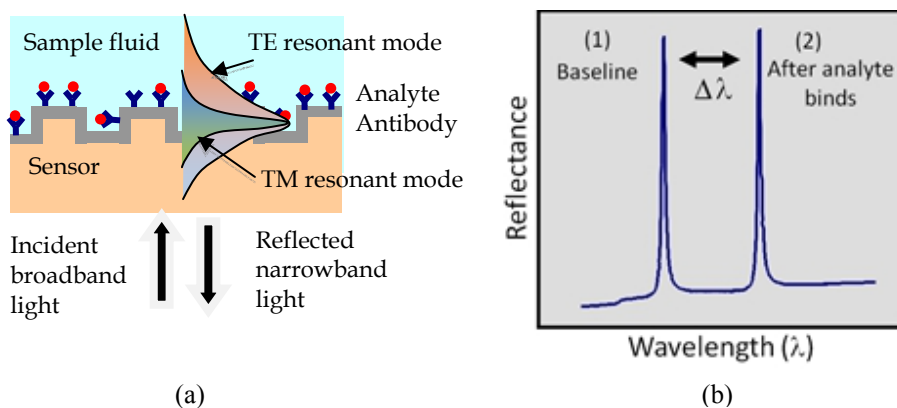 Sample fluid
TE resonant mode
Analyte
Antibody
Sensor
TM resonant mode
Incident
broadband
light
Reflected
narrowband
light
(a)
(1)
Baseline
Δλ
(2)
After analyte
binds
Reflectance
Wavelength (λ)
(b)